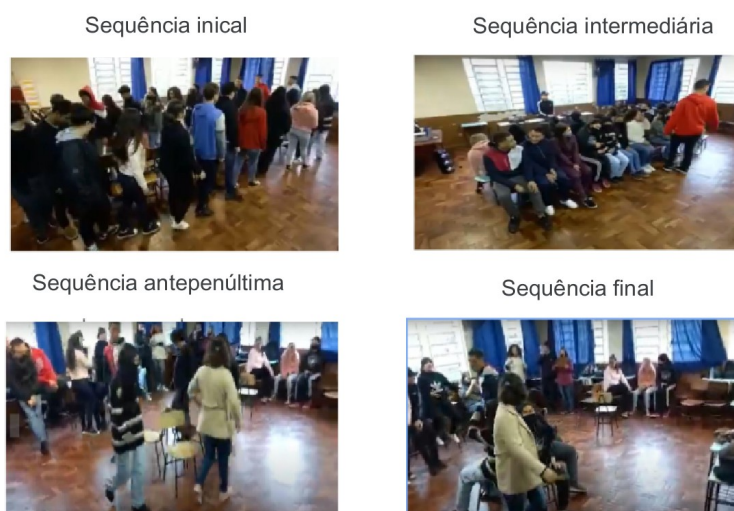 Sequência inical
Sequência intermediária
Sequência antepenúltima
Sequência final